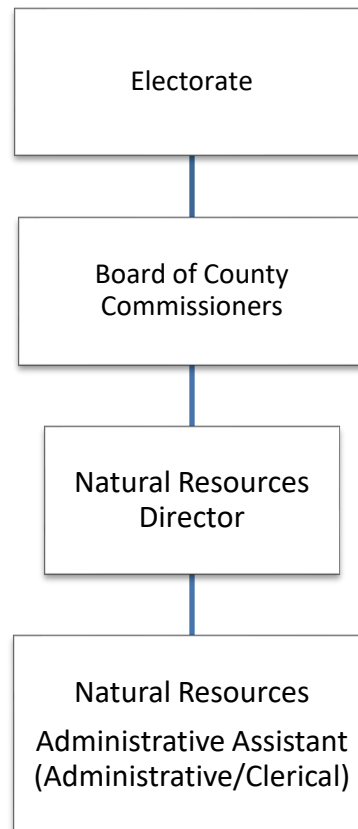 Electorate
Board of County
Commissioners
Natural Resources
Director
Natural Resources
Administrative Assistant
(Administrative/Clerical)